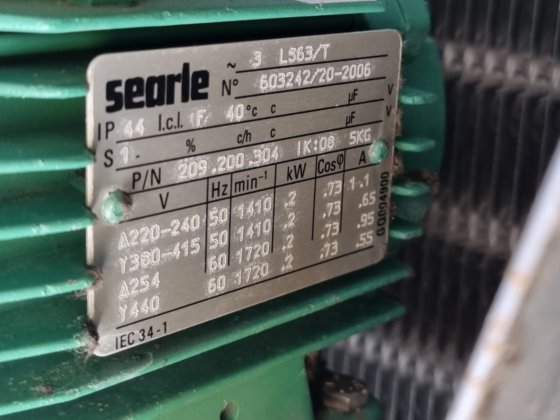 searle ~ 3 LS63/T
N° 603242/20-2006
IP 44 I.cl. F 40°c c µF V
S 1- % c/h c µF V
P/N 209.200.304 IK:08 5KG
V Hz min-1 kW Cosφ A
Δ220-240 50 1410 .2 .73 1.1
Y380-415 50 1410 .2 .73 .65
Δ254 60 1720 .2 .73 .95
Y440 60 1720 .2 .73 .55
IEC 34-1
GQ004900